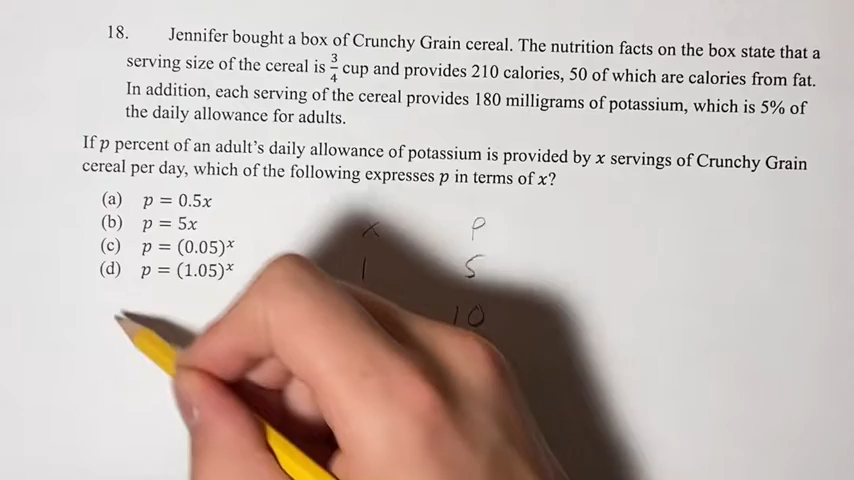 18. Jennifer bought a box of Crunchy Grain cereal. The nutrition facts on the box state that a
serving size of the cereal is 3/4 cup and provides 210 calories, 50 of which are calories from fat.
In addition, each serving of the cereal provides 180 milligrams of potassium, which is 5% of
the daily allowance for adults.
If p percent of an adult's daily allowance of potassium is provided by x servings of Crunchy Grain
cereal per day, which of the following expresses p in terms of x?
(a) p = 0.5x
(b) p = 5x
(c) p = (0.05)^x
(d) p = (1.05)^x
x p
1 5
10